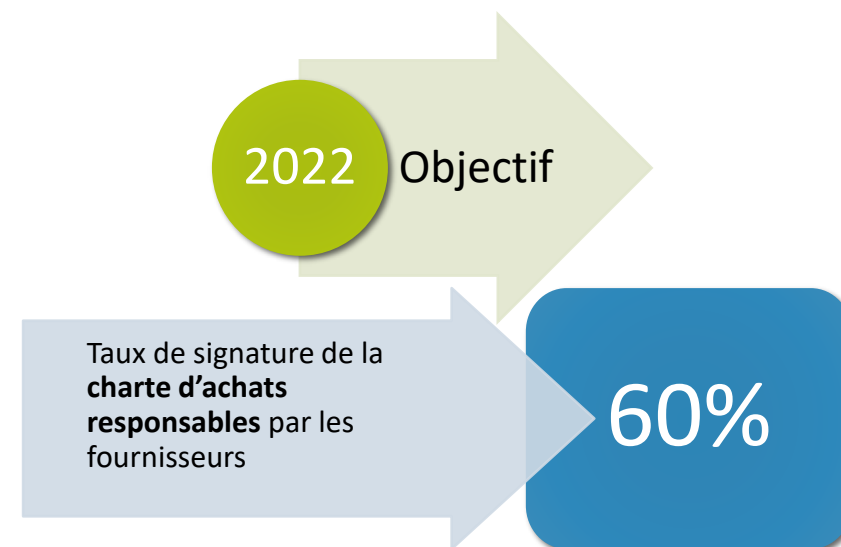 2022 Objectif
Taux de signature de la
charte d’achats
responsables par les
fournisseurs
60%